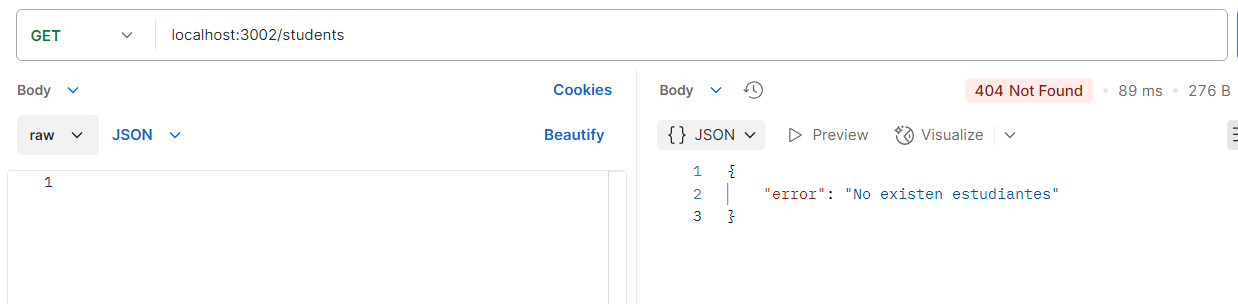 GET localhost:3002/students
Body Cookies
raw JSON Beautify
1
Body 404 Not Found 89 ms 276 B
{} JSON Preview Visualize
1 {
2 "error": "No existen estudiantes"
3 }